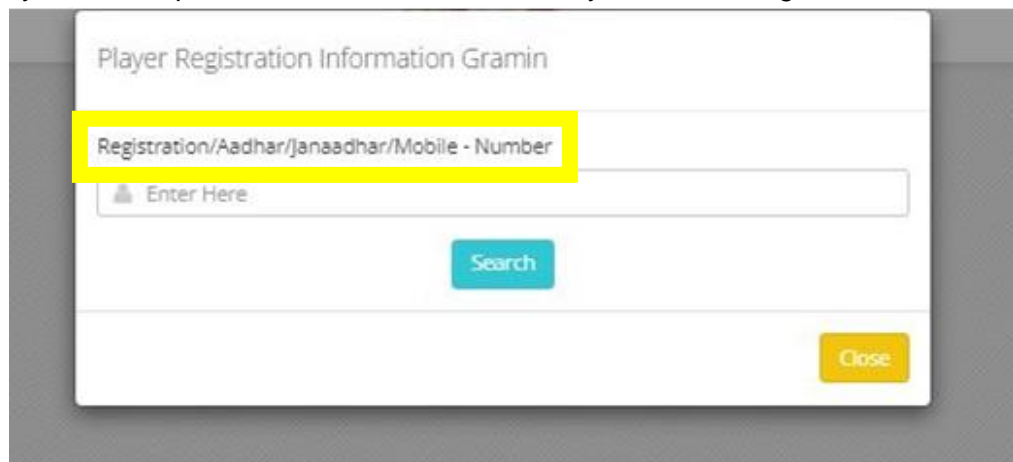 Player Registration Information Gramin
Registration/Aadhar/Janaadhar/Mobile - Number
Enter Here
Search
Close